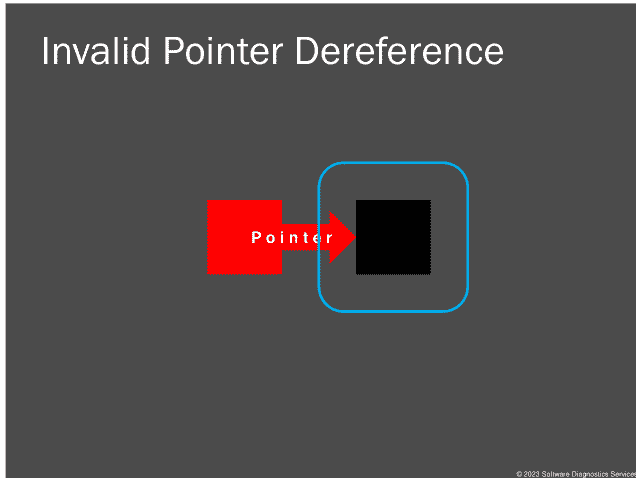 Invalid Pointer Dereference
Pointer
© 2023 Software Diagnostics Services